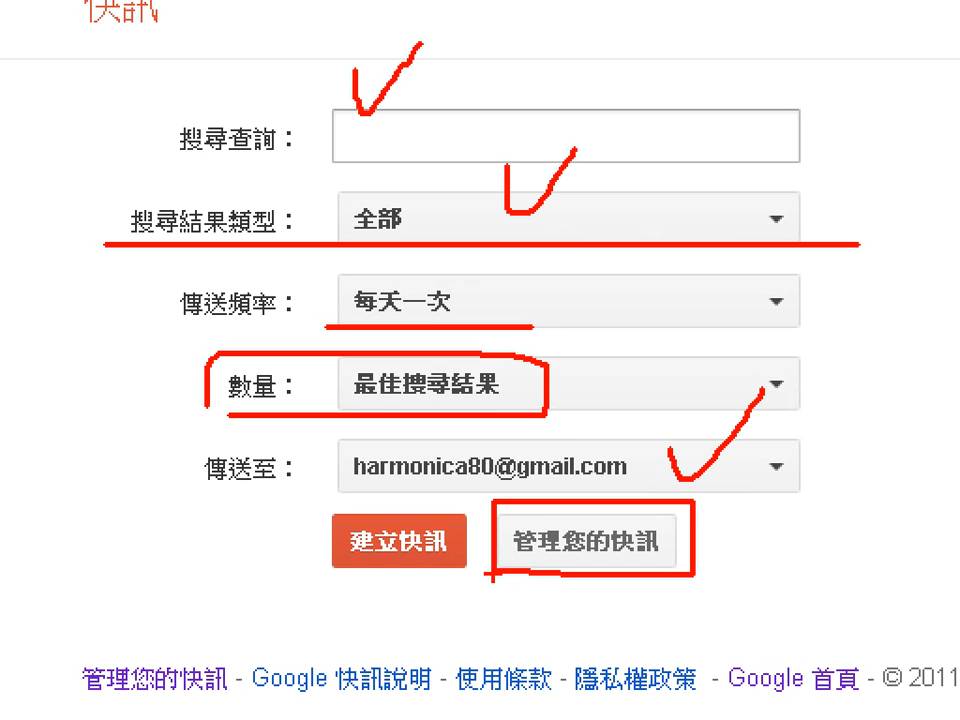 快訊
搜尋查詢：
搜尋結果類型： 全部
傳送頻率： 每天一次
數量： 最佳搜尋結果
傳送至： harmonica80@gmail.com
建立快訊 管理您的快訊
管理您的快訊 - Google 快訊說明 - 使用條款 - 隱私權政策 - Google 首頁 - © 2011